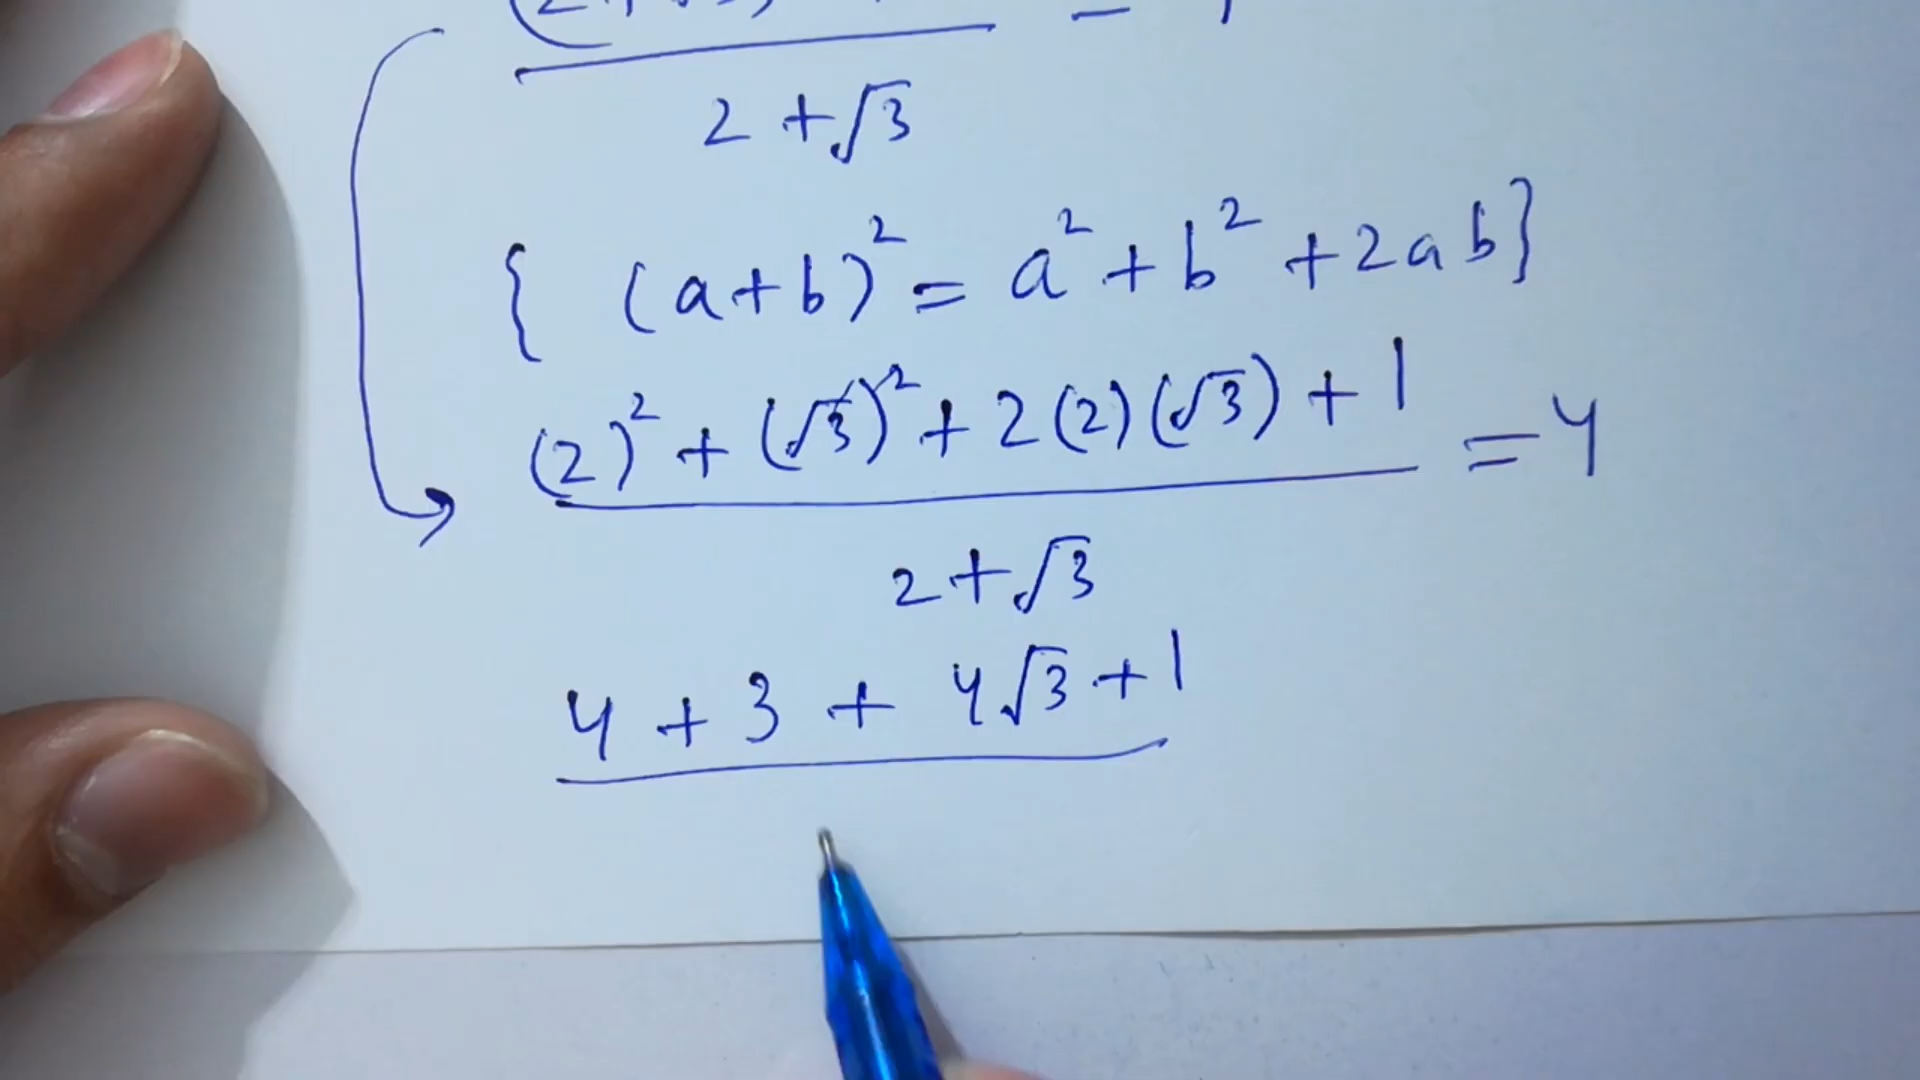 2 + √3
{ (a+b)² = a² + b² + 2ab}
(2)² + (√3)² + 2(2)(√3) + 1 = 4
2 + √3
4 + 3 + 4√3 + 1